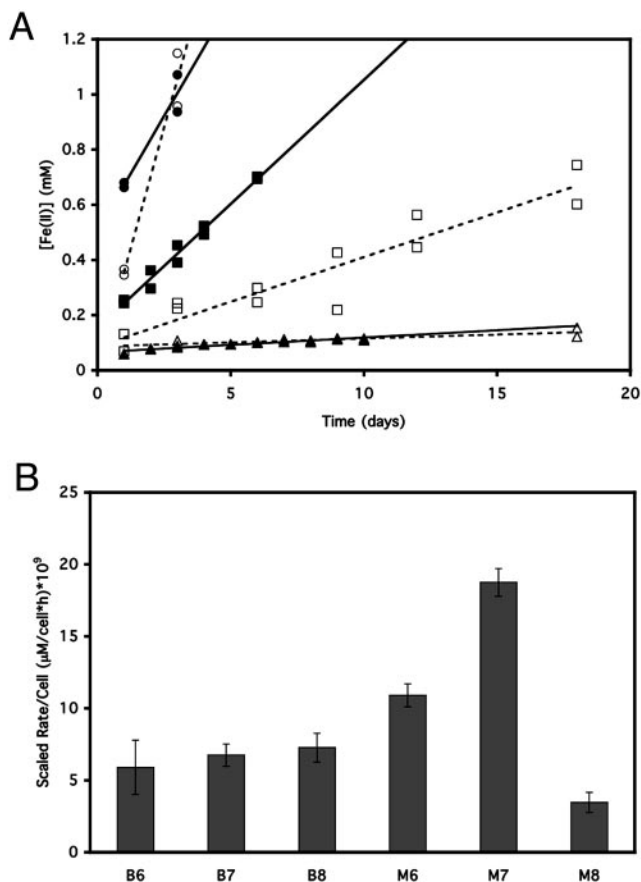 A
1.2
1
0.8
0.6
0.4
0.2
0
[Fe(II)] (mM)
0 5 10 15 20
Time (days)
B
25
20
15
10
5
0
Scaled Rate/Cell (μM/cell*h)*10⁹
B6 B7 B8 M6 M7 M8